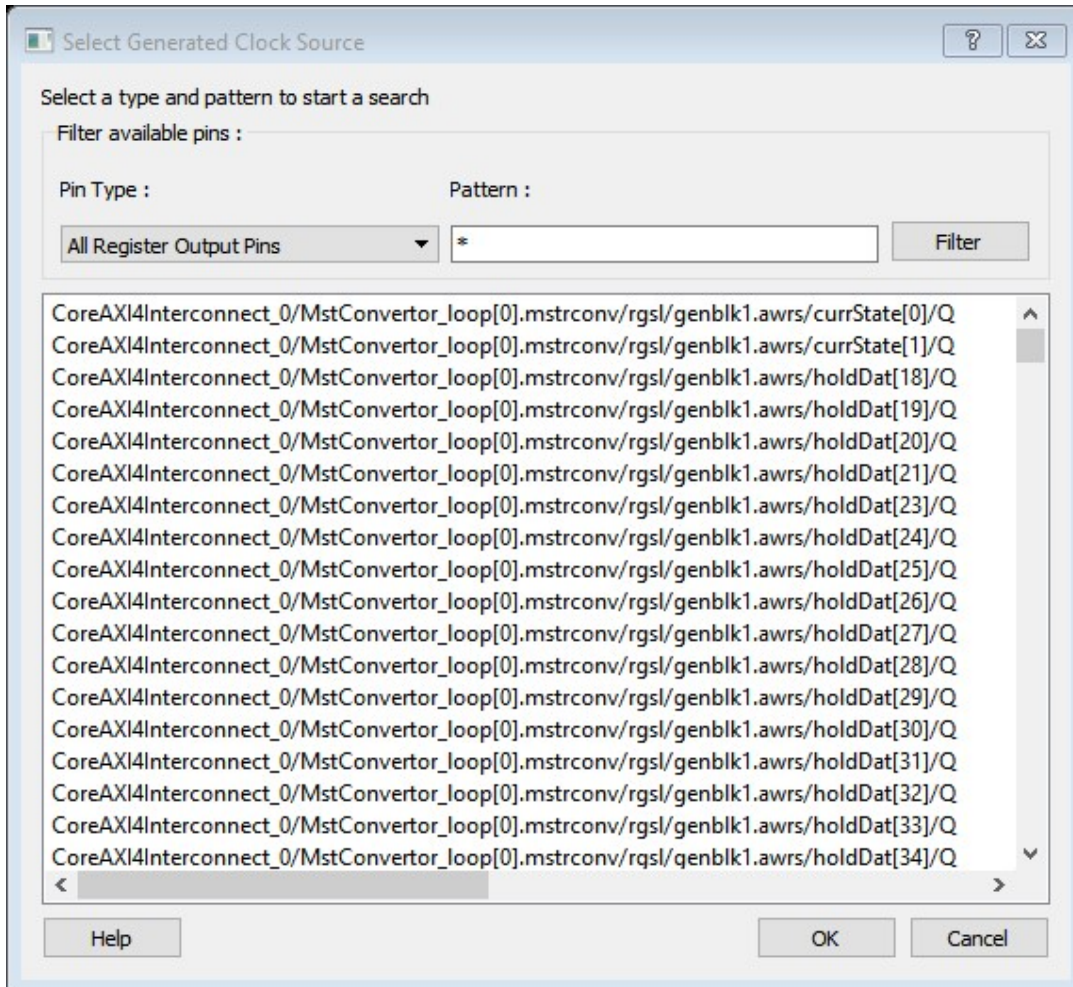 Select Generated Clock Source
Select a type and pattern to start a search
Filter available pins :
Pin Type :
Pattern :
All Register Output Pins
*
Filter
CoreAXI4Interconnect_0/MstConvertor_loop[0].mstrconv/rgsl/genblk1.awrs/currState[0]/Q
CoreAXI4Interconnect_0/MstConvertor_loop[0].mstrconv/rgsl/genblk1.awrs/currState[1]/Q
CoreAXI4Interconnect_0/MstConvertor_loop[0].mstrconv/rgsl/genblk1.awrs/holdDat[18]/Q
CoreAXI4Interconnect_0/MstConvertor_loop[0].mstrconv/rgsl/genblk1.awrs/holdDat[19]/Q
CoreAXI4Interconnect_0/MstConvertor_loop[0].mstrconv/rgsl/genblk1.awrs/holdDat[20]/Q
CoreAXI4Interconnect_0/MstConvertor_loop[0].mstrconv/rgsl/genblk1.awrs/holdDat[21]/Q
CoreAXI4Interconnect_0/MstConvertor_loop[0].mstrconv/rgsl/genblk1.awrs/holdDat[23]/Q
CoreAXI4Interconnect_0/MstConvertor_loop[0].mstrconv/rgsl/genblk1.awrs/holdDat[24]/Q
CoreAXI4Interconnect_0/MstConvertor_loop[0].mstrconv/rgsl/genblk1.awrs/holdDat[25]/Q
CoreAXI4Interconnect_0/MstConvertor_loop[0].mstrconv/rgsl/genblk1.awrs/holdDat[26]/Q
CoreAXI4Interconnect_0/MstConvertor_loop[0].mstrconv/rgsl/genblk1.awrs/holdDat[27]/Q
CoreAXI4Interconnect_0/MstConvertor_loop[0].mstrconv/rgsl/genblk1.awrs/holdDat[28]/Q
CoreAXI4Interconnect_0/MstConvertor_loop[0].mstrconv/rgsl/genblk1.awrs/holdDat[29]/Q
CoreAXI4Interconnect_0/MstConvertor_loop[0].mstrconv/rgsl/genblk1.awrs/holdDat[30]/Q
CoreAXI4Interconnect_0/MstConvertor_loop[0].mstrconv/rgsl/genblk1.awrs/holdDat[31]/Q
CoreAXI4Interconnect_0/MstConvertor_loop[0].mstrconv/rgsl/genblk1.awrs/holdDat[32]/Q
CoreAXI4Interconnect_0/MstConvertor_loop[0].mstrconv/rgsl/genblk1.awrs/holdDat[33]/Q
CoreAXI4Interconnect_0/MstConvertor_loop[0].mstrconv/rgsl/genblk1.awrs/holdDat[34]/Q
Help
OK
Cancel